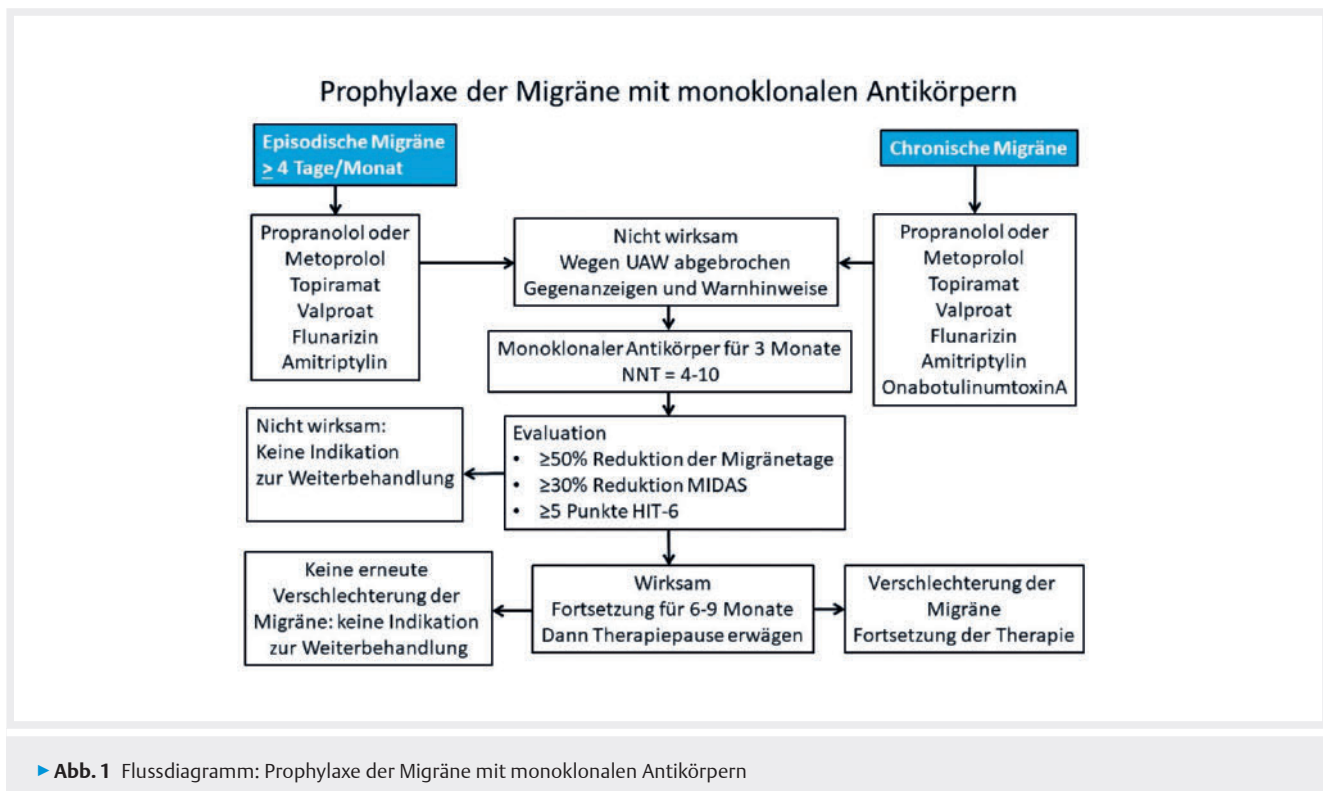 Prophylaxe der Migräne mit monoklonalen Antikörpern
Episodische Migräne
≥ 4 Tage/Monat
Chronische Migräne
Propranolol oder
Metoprolol
Topiramat
Valproat
Flunarizin
Amitriptylin
Nicht wirksam
Wegen UAW abgebrochen
Gegenanzeigen und Warnhinweise
Propranolol oder
Metoprolol
Topiramat
Valproat
Flunarizin
Amitriptylin
OnabotulinumtoxinA
Monoklonaler Antikörper für 3 Monate
NNT = 4-10
Nicht wirksam:
Keine Indikation
zur Weiterbehandlung
Evaluation
• ≥50% Reduktion der Migränetage
• ≥30% Reduktion MIDAS
• ≥5 Punkte HIT-6
Keine erneute
Verschlechterung der
Migräne: keine Indikation
zur Weiterbehandlung
Wirksam
Fortsetzung für 6-9 Monate
Dann Therapiepause erwägen
Verschlechterung der
Migräne
Fortsetzung der Therapie
▶ Abb. 1 Flussdiagramm: Prophylaxe der Migräne mit monoklonalen Antikörpern